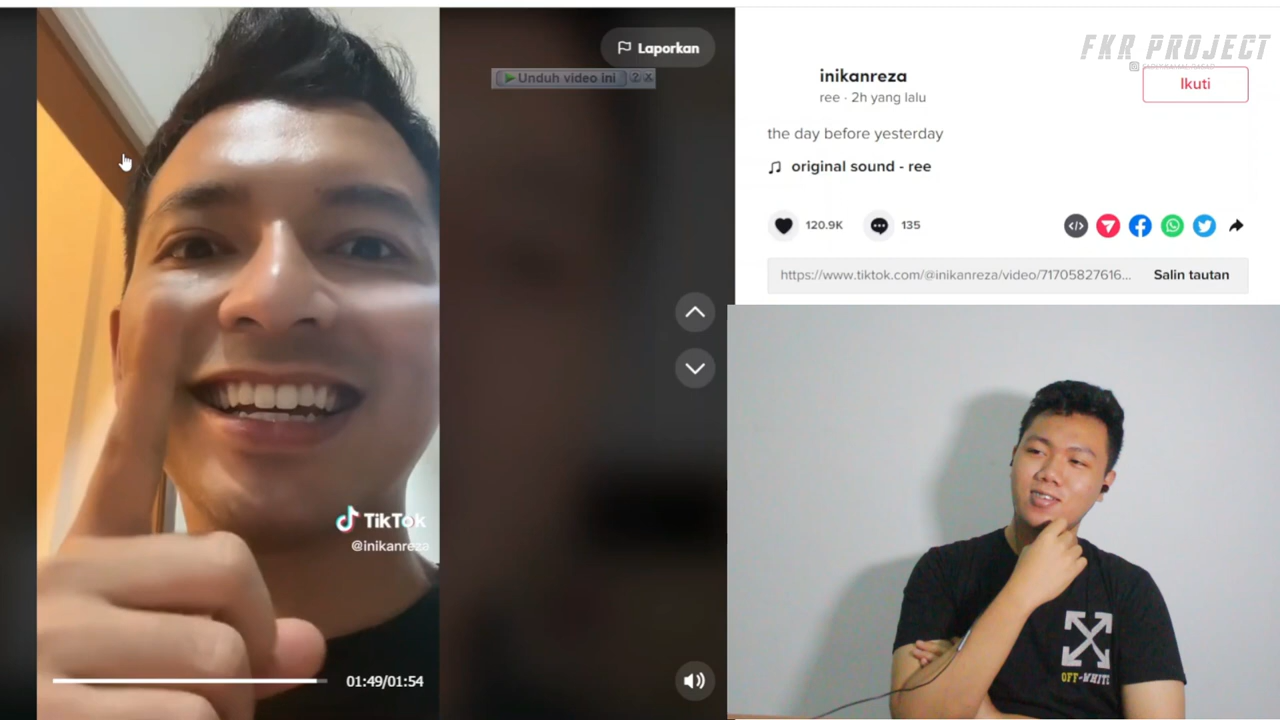 Laporkan
Unduh video ini
?
TikTok
@inikanreza
01:49/01:54
FKR PROJECT
inikanreza
ree · 2h yang lalu
Ikuti
the day before yesterday
original sound - ree
120.9K
135
https://www.tiktok.com/@inikanreza/video/71705827616...
Salin tautan
OFF-WHITE